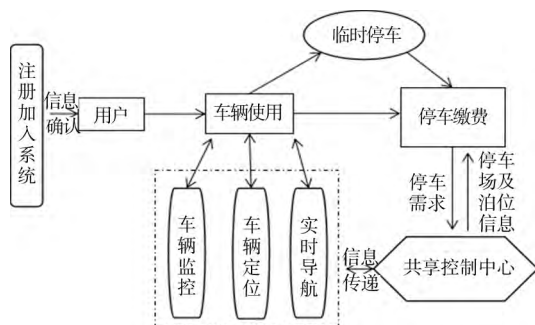 临时停车
注册加入系统
信息
确认
用户
车辆使用
停车缴费
停车
需求
停车
场及
泊位
信息
车辆监控
车辆定位
实时导航
信息
传递
共享控制中心